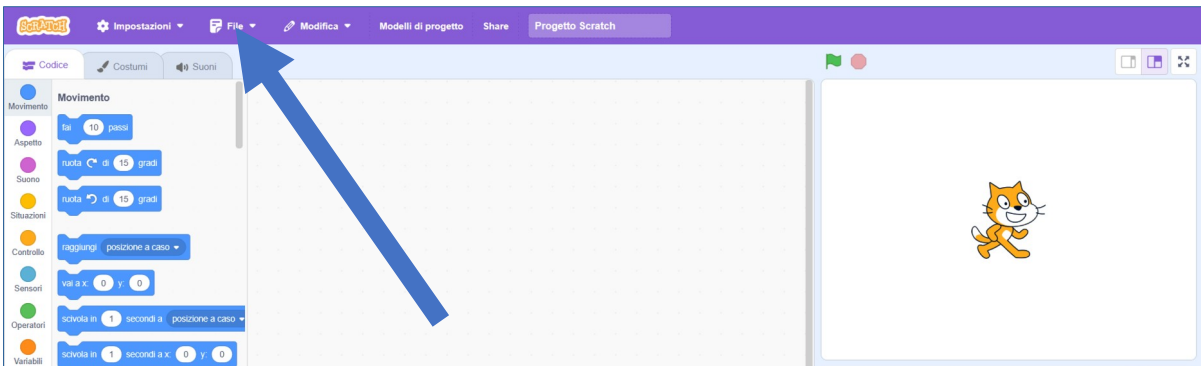 SCRATCH Impostazioni File Modifica Modelli di progetto Share Progetto Scratch
Codice Costumi Suoni
Movimento
Aspetto
Suono
Situazioni
Controllo
Sensori
Operatori
Variabili
Movimento
fai 10 passi
ruota di 15 gradi
ruota di 15 gradi
raggiungi posizione a caso
vai a x: 0 y: 0
scivola in 1 secondi a posizione a caso
scivola in 1 secondi a x: 0 y: 0